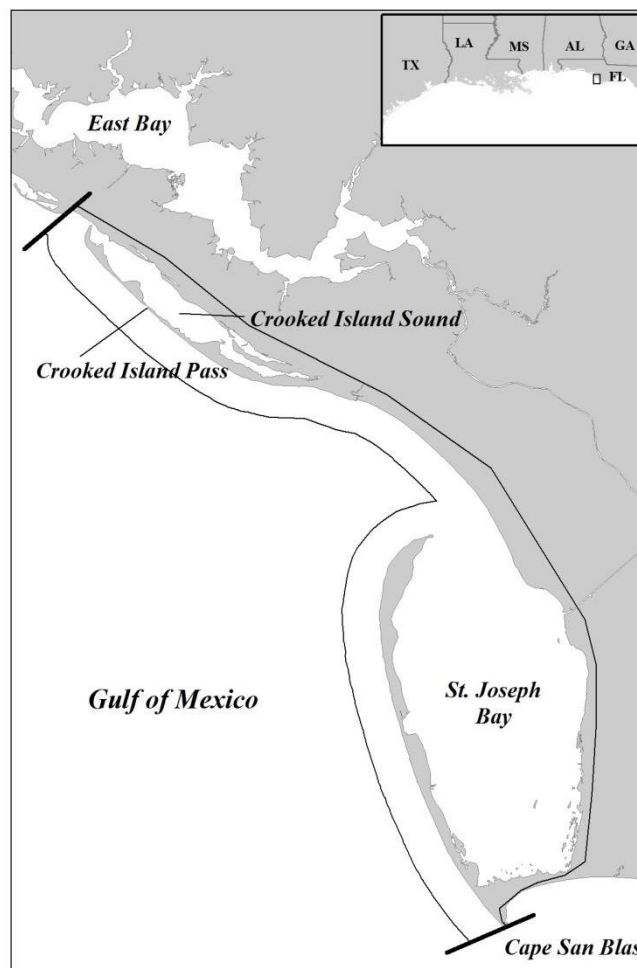 LA
MS
AL
GA
TX
FL
East Bay
Crooked Island Sound
Crooked Island Pass
St. Joseph
Bay
Gulf of Mexico
Cape San Blas